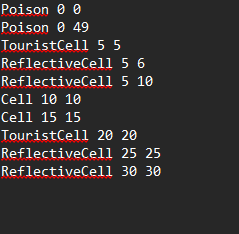 Poison 0 0
Poison 0 49
TouristCell 5 5
ReflectiveCell 5 6
ReflectiveCell 5 10
Cell 10 10
Cell 15 15
TouristCell 20 20
ReflectiveCell 25 25
ReflectiveCell 30 30